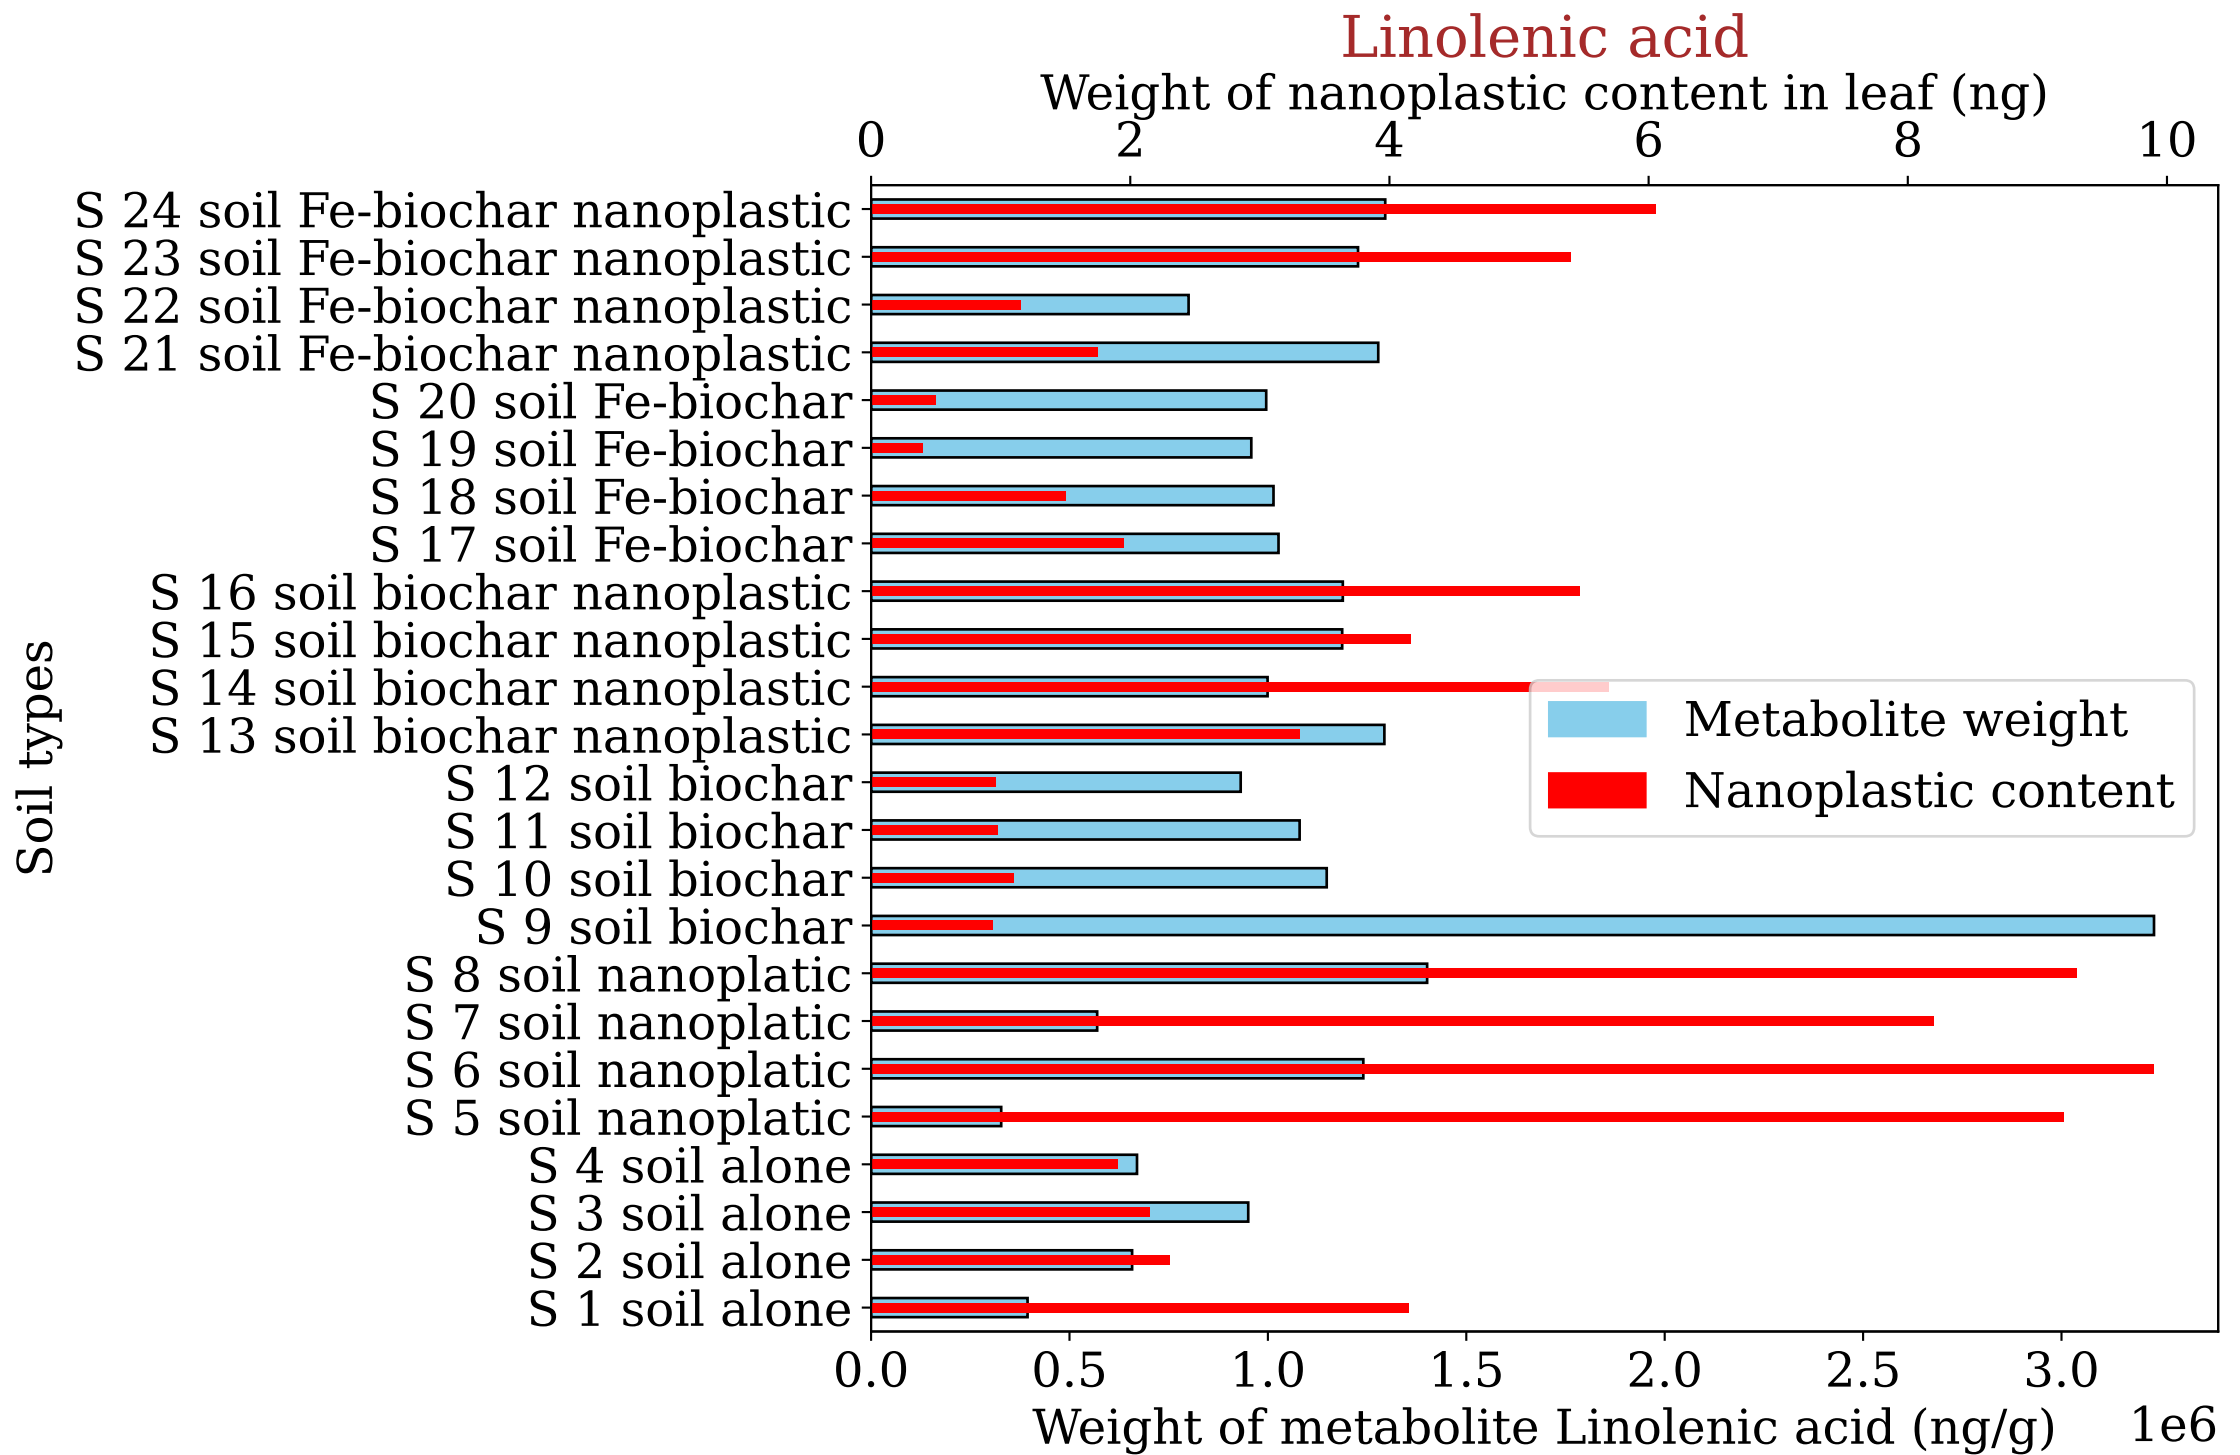 Linolenic acid
Weight of nanoplastic content in leaf (ng)
0 2 4 6 8 10
S 24 soil Fe-biochar nanoplastic
S 23 soil Fe-biochar nanoplastic
S 22 soil Fe-biochar nanoplastic
S 21 soil Fe-biochar nanoplastic
S 20 soil Fe-biochar
S 19 soil Fe-biochar
S 18 soil Fe-biochar
S 17 soil Fe-biochar
S 16 soil biochar nanoplastic
S 15 soil biochar nanoplastic
S 14 soil biochar nanoplastic
S 13 soil biochar nanoplastic
S 12 soil biochar
S 11 soil biochar
S 10 soil biochar
S 9 soil biochar
S 8 soil nanoplatic
S 7 soil nanoplatic
S 6 soil nanoplatic
S 5 soil nanoplatic
S 4 soil alone
S 3 soil alone
S 2 soil alone
S 1 soil alone
Soil types
Metabolite weight
Nanoplastic content
0.0 0.5 1.0 1.5 2.0 2.5 3.0
Weight of metabolite Linolenic acid (ng/g)
1e6